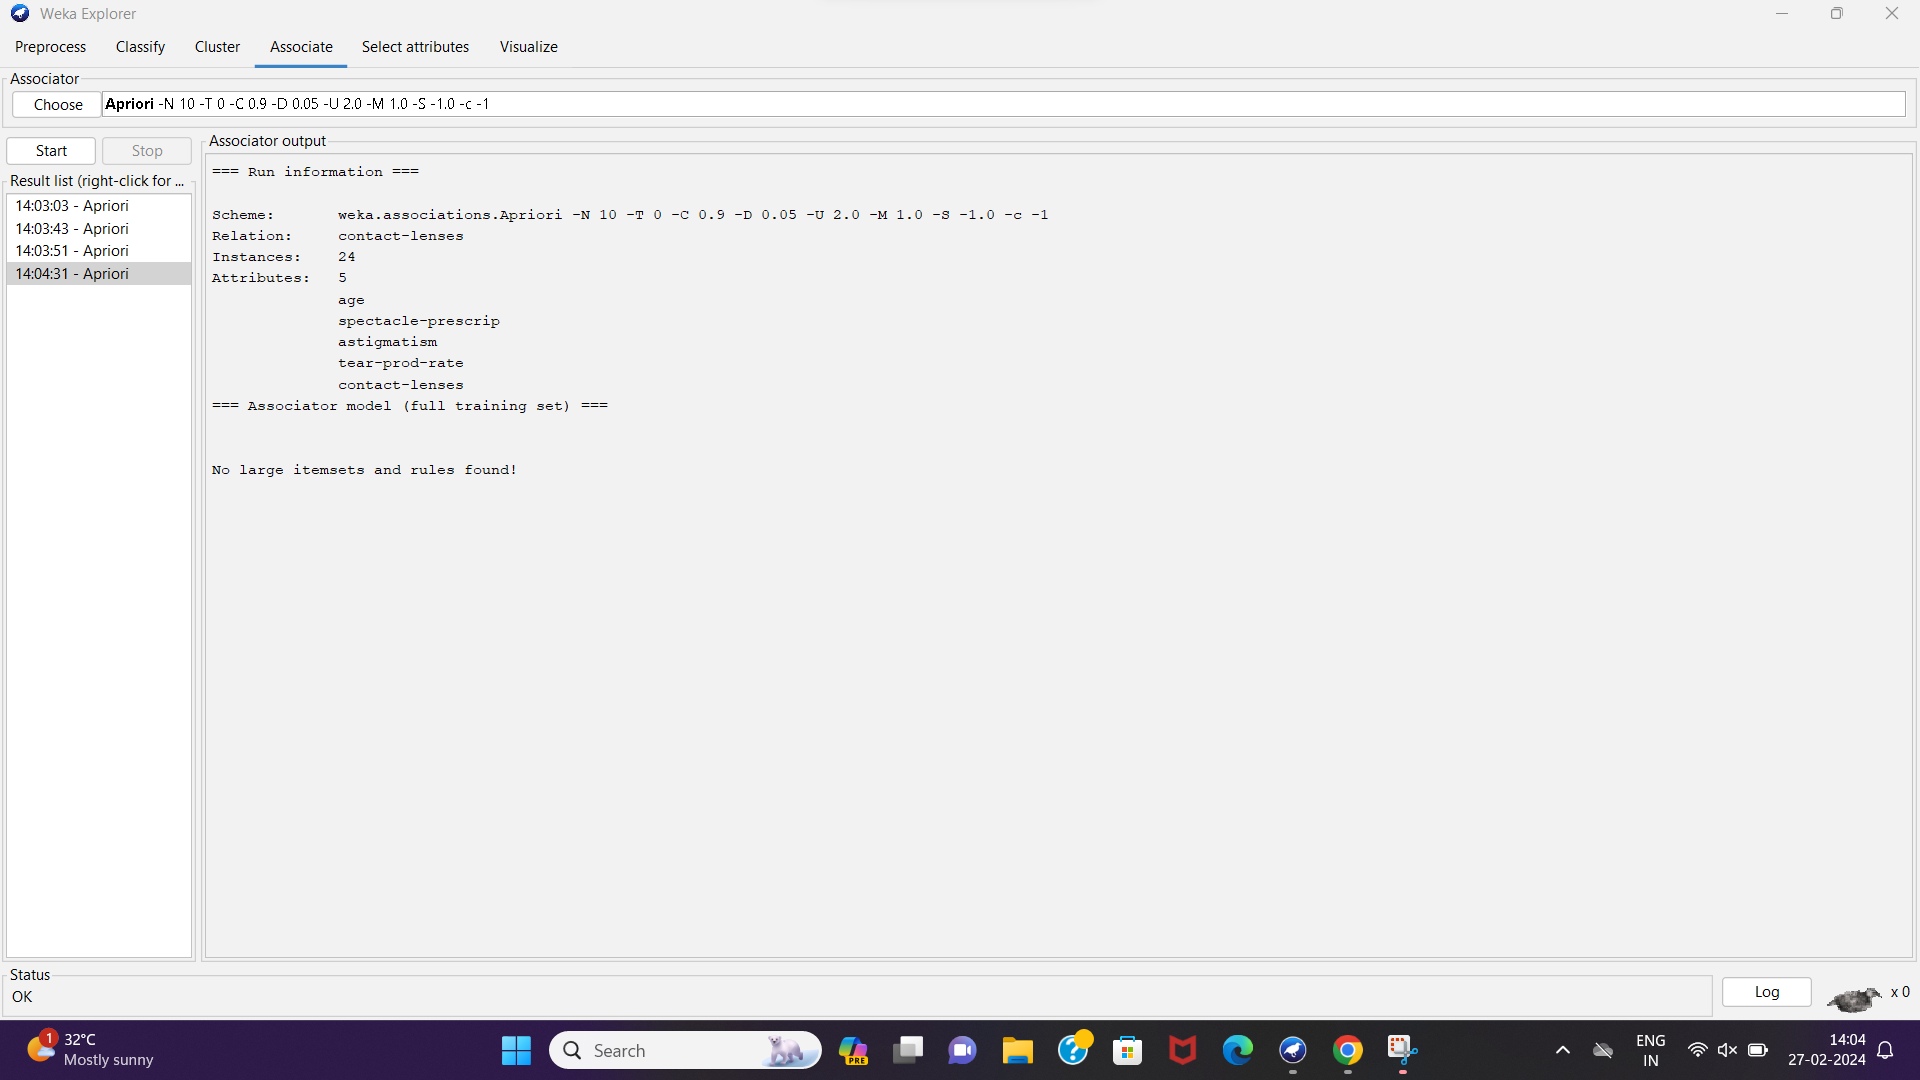 Weka Explorer
Preprocess Classify Cluster Associate Select attributes Visualize
Associator
Choose Apriori -N 10 -T 0 -C 0.9 -D 0.05 -U 2.0 -M 1.0 -S -1.0 -c -1
Start Stop
Result list (right-click for ...
14:03:03 - Apriori
14:03:43 - Apriori
14:03:51 - Apriori
14:04:31 - Apriori
Associator output
=== Run information ===
Scheme: weka.associations.Apriori -N 10 -T 0 -C 0.9 -D 0.05 -U 2.0 -M 1.0 -S -1.0 -c -1
Relation: contact-lenses
Instances: 24
Attributes: 5
age
spectacle-prescrip
astigmatism
tear-prod-rate
contact-lenses
=== Associator model (full training set) ===
No large itemsets and rules found!
Status
OK
Log x 0
1
32°C
Mostly sunny
Search
PRE
ENG
IN
14:04
27-02-2024